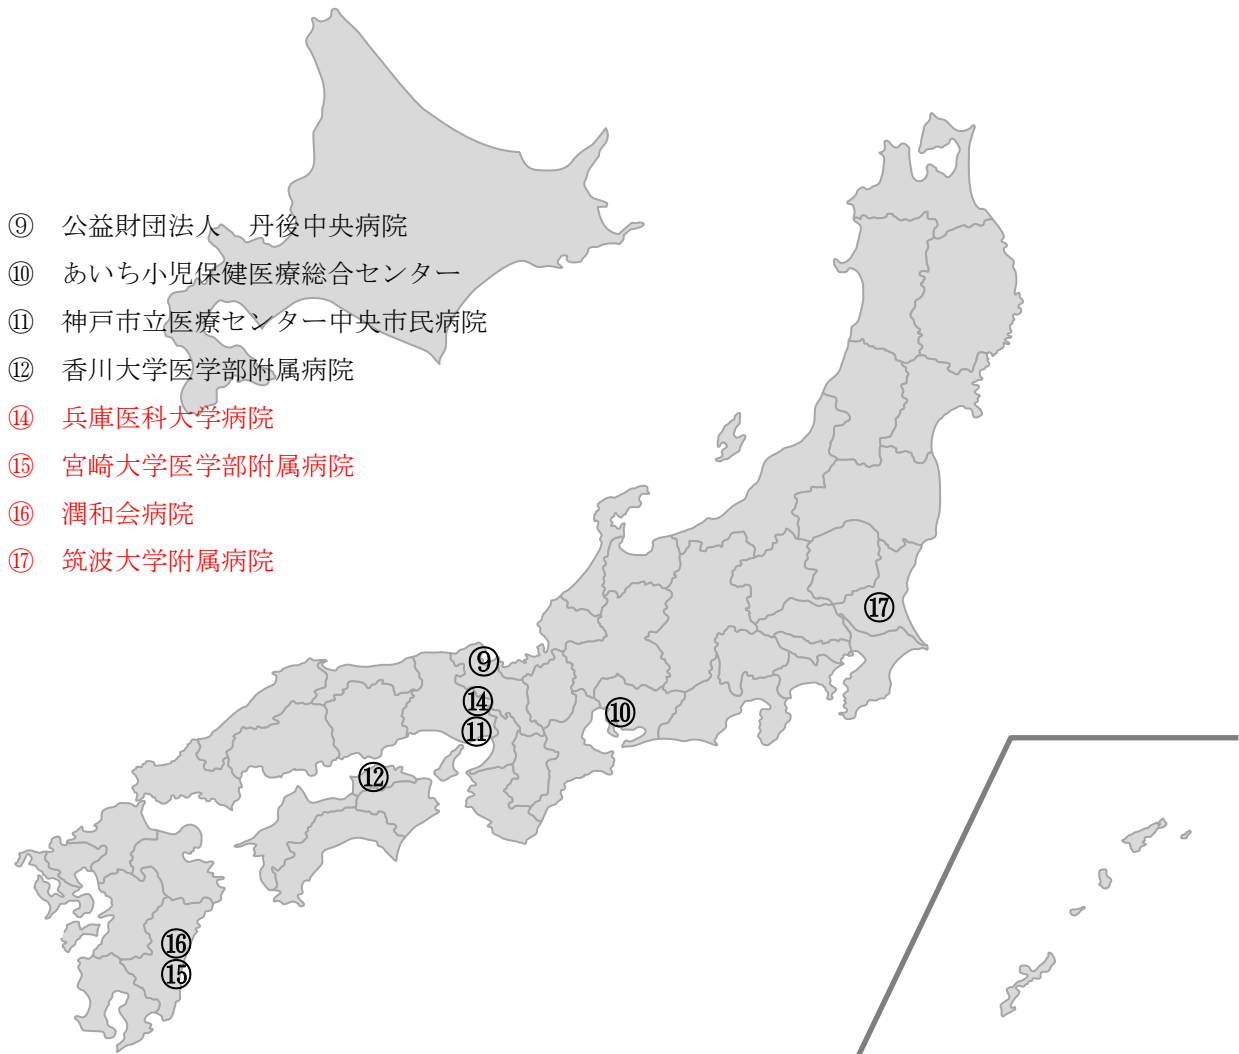 ⑨ 公益財団法人 丹後中央病院
⑩ あいち小児保健医療総合センター
⑪ 神戸市立医療センター中央市民病院
⑫ 香川大学医学部附属病院
⑭ 兵庫医科大学病院
⑮ 宮崎大学医学部附属病院
⑯ 潤和会病院
⑰ 筑波大学附属病院
⑰
⑨
⑭
⑩
⑪
⑫
⑯
⑮